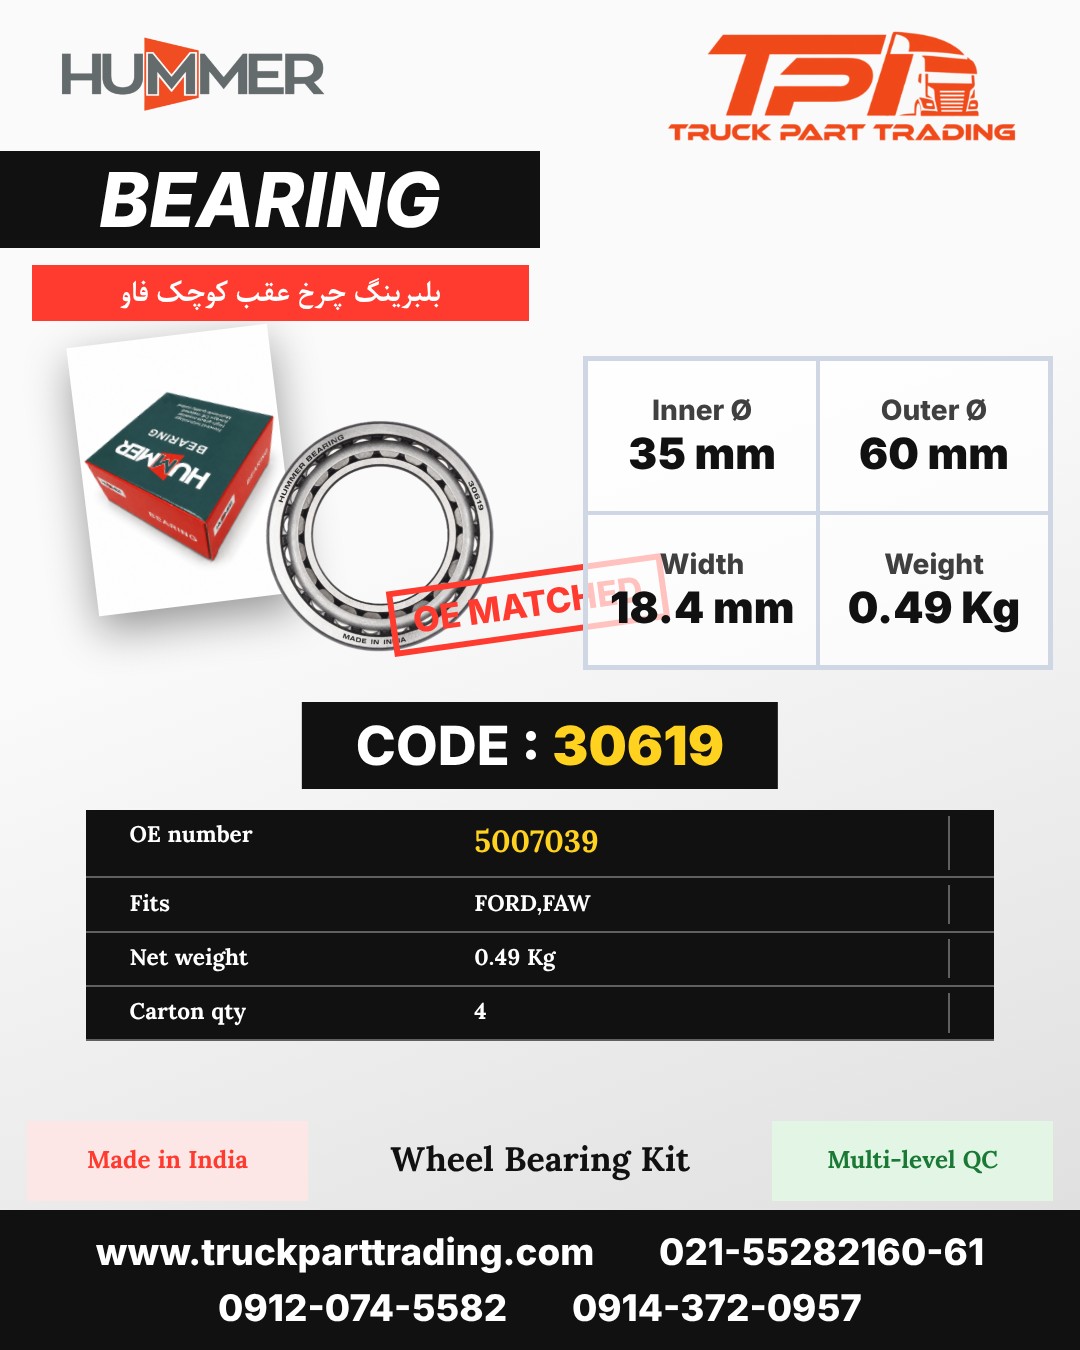 HUMMER
TPT
TRUCK PART TRADING
BEARING
بلبرینگ چرخ عقب کوچک فاو
HUMMER
BEARING
BEARING
HUMMER BEARING
30619
MADE IN INDIA
OE MATCHED
Inner Ø
35 mm
Outer Ø
60 mm
Width
18.4 mm
Weight
0.49 Kg
CODE : 30619
OE number 5007039
Fits FORD,FAW
Net weight 0.49 Kg
Carton qty 4
Made in India
Wheel Bearing Kit
Multi-level QC
www.truckparttrading.com 021-55282160-61
0912-074-5582 0914-372-0957